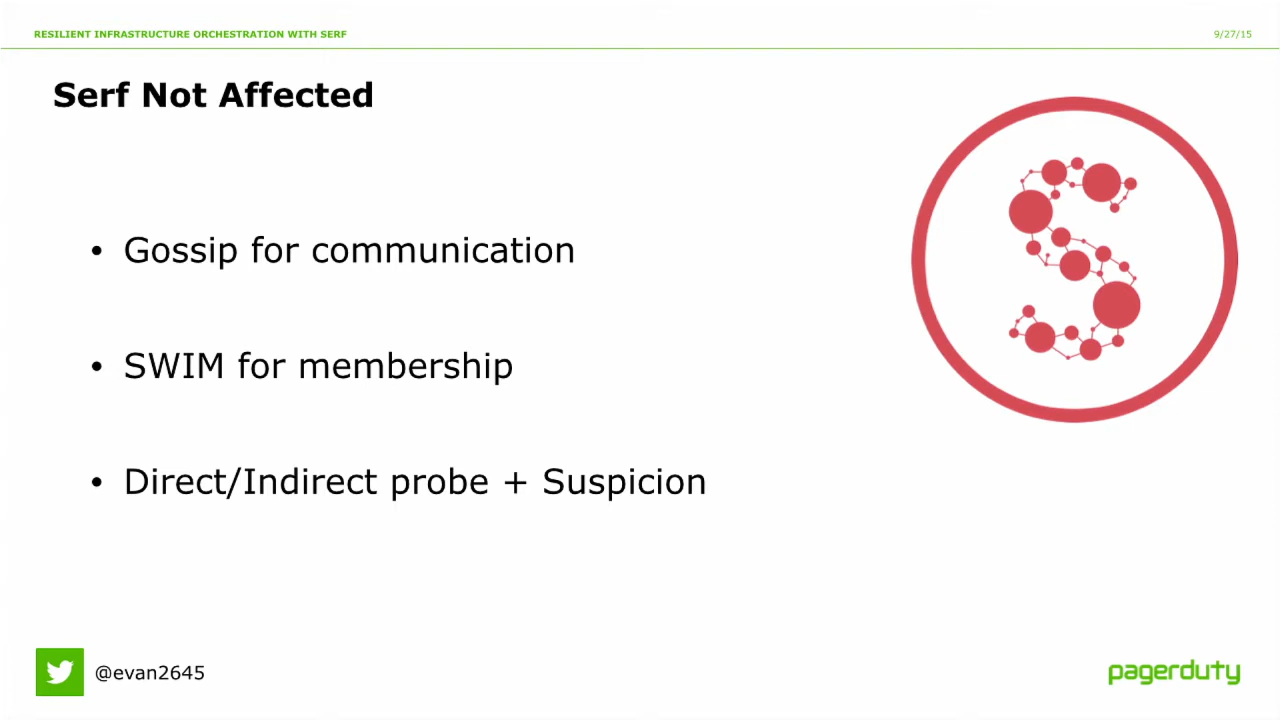 RESILIENT INFRASTRUCTURE ORCHESTRATION WITH SERF
9/27/15
Serf Not Affected
• Gossip for communication
• SWIM for membership
• Direct/Indirect probe + Suspicion
@evan2645
pagerduty